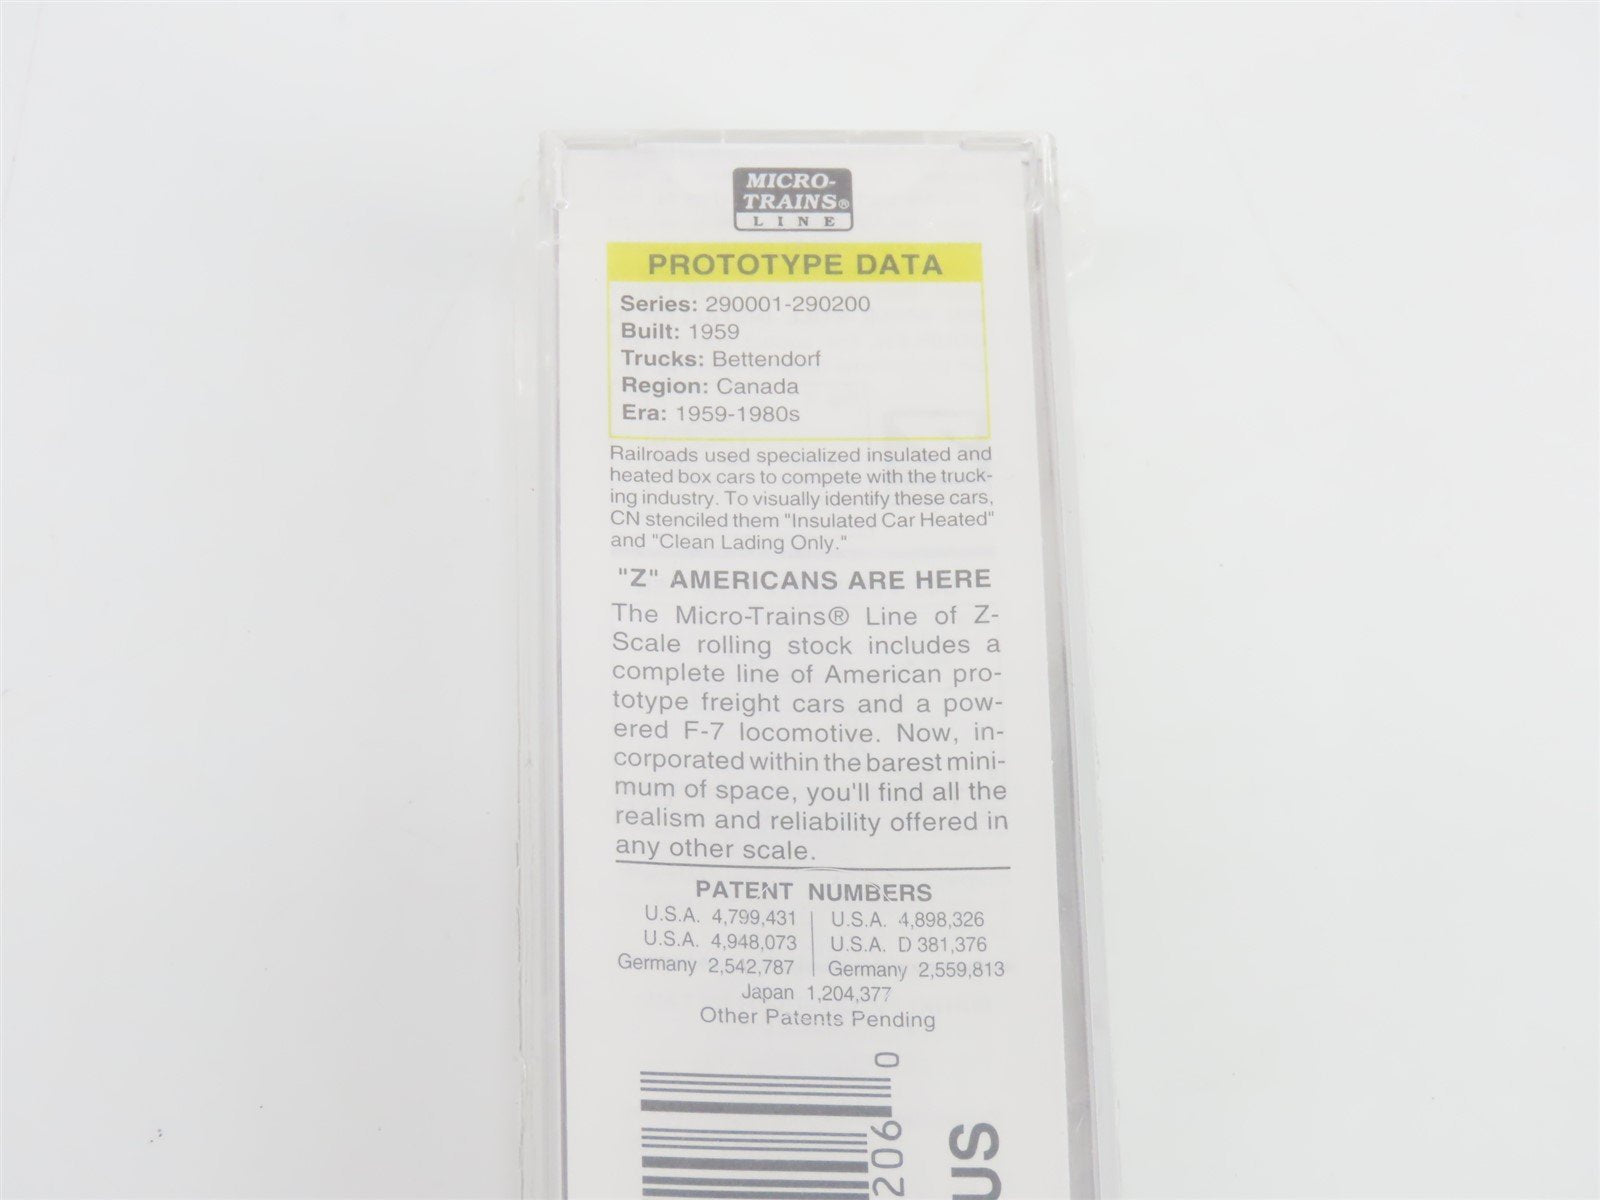 MICRO-
TRAINS®
LINE
PROTOTYPE DATA
Series: 290001-290200
Built: 1959
Trucks: Bettendorf
Region: Canada
Era: 1959-1980s
Railroads used specialized insulated and
heated box cars to compete with the truck-
ing industry. To visually identify these cars,
CN stenciled them "Insulated Car Heated"
and "Clean Lading Only."
"Z" AMERICANS ARE HERE
The Micro-Trains® Line of Z-
Scale rolling stock includes a
complete line of American pro-
totype freight cars and a pow-
ered F-7 locomotive. Now, in-
corporated within the barest mini-
mum of space, you'll find all the
realism and reliability offered in
any other scale.
PATENT NUMBERS
U.S.A. 4,799,431 | U.S.A. 4,898,326
U.S.A. 4,948,073 | U.S.A. D 381,376
Germany 2,542,787 | Germany 2,559,813
Japan 1,204,377
Other Patents Pending
206 0
US